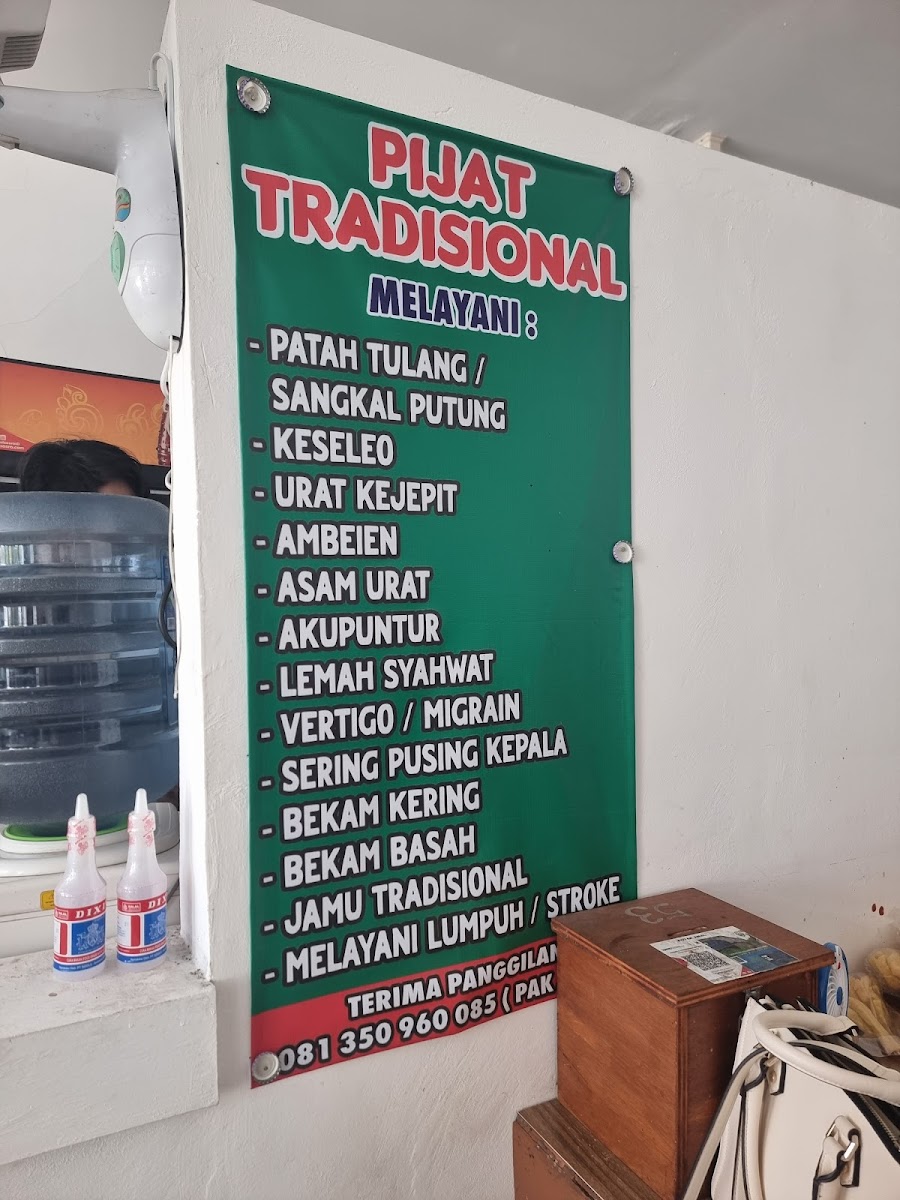 PIJAT
TRADISIONAL
MELAYANI :
- PATAH TULANG /
SANGKAL PUTUNG
- KESELEO
- URAT KEJEPIT
- AMBEIEN
- ASAM URAT
- AKUPUNTUR
- LEMAH SYAHWAT
- VERTIGO / MIGRAIN
- SERING PUSING KEPALA
- BEKAM KERING
- BEKAM BASAH
- JAMU TRADISIONAL
- MELAYANI LUMPUH / STROKE
TERIMA PANGGILAN
081 350 960 085 ( PAK